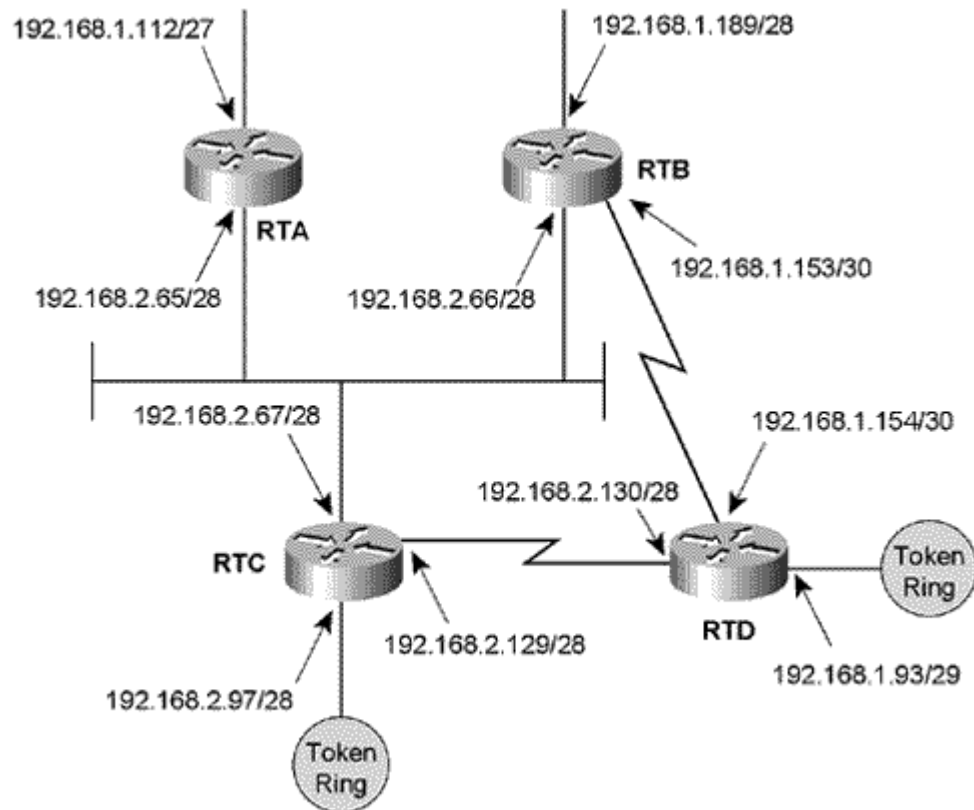 192.168.1.112/27
192.168.1.189/28
RTB
RTA
192.168.1.153/30
192.168.2.65/28
192.168.2.66/28
192.168.2.67/28
192.168.1.154/30
192.168.2.130/28
RTC
Token
Ring
RTD
192.168.2.129/28
192.168.1.93/29
192.168.2.97/28
Token
Ring